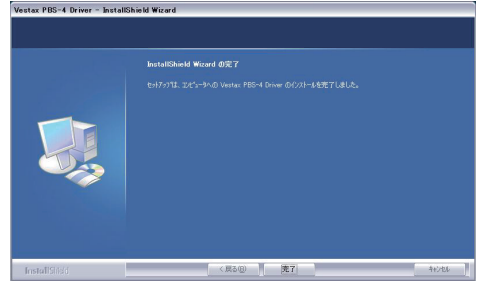 Vestax PBS-4 Driver - InstallShield Wizard
InstallShield Wizard の完了
セットアップは、コンピュータへの Vestax PBS-4 Driver のインストールを完了しました。
InstallShield
< 戻る(B)
完了
キャンセル